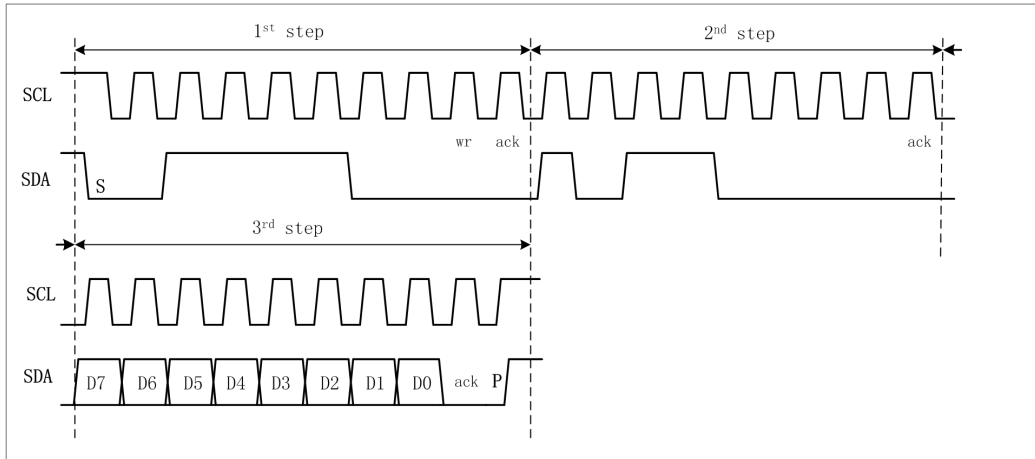 1st step 2nd step
SCL
wr ack ack
SDA S
3rd step
SCL
SDA D7 D6 D5 D4 D3 D2 D1 D0 ack P